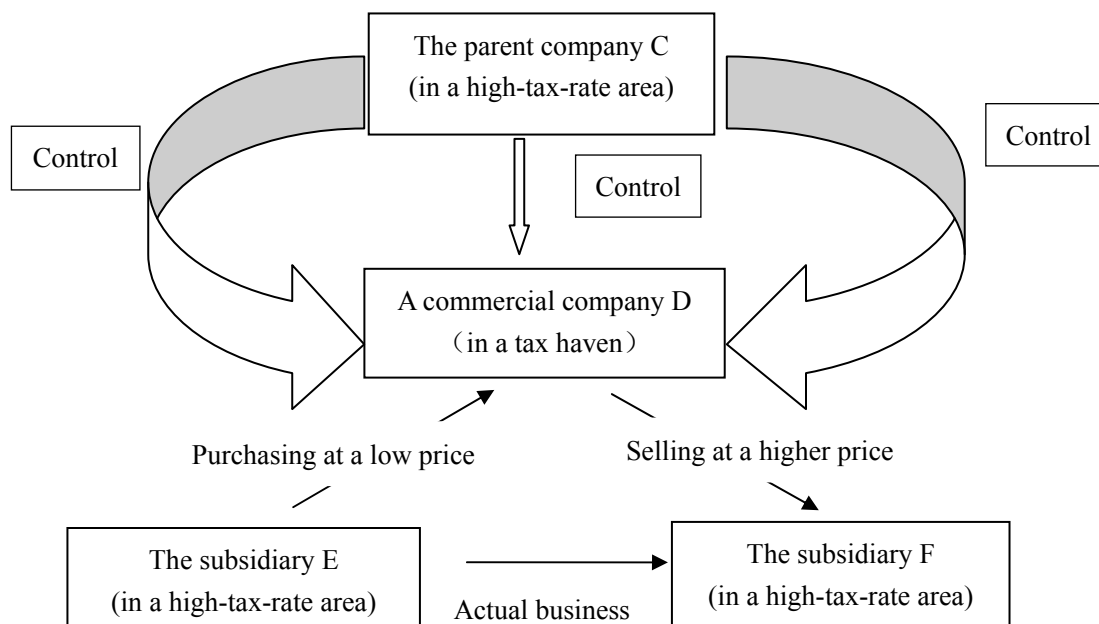 The parent company C
(in a high-tax-rate area)
Control
Control
Control
A commercial company D
（in a tax haven）
Purchasing at a low price
Selling at a higher price
The subsidiary E
(in a high-tax-rate area)
The subsidiary F
(in a high-tax-rate area)
Actual business